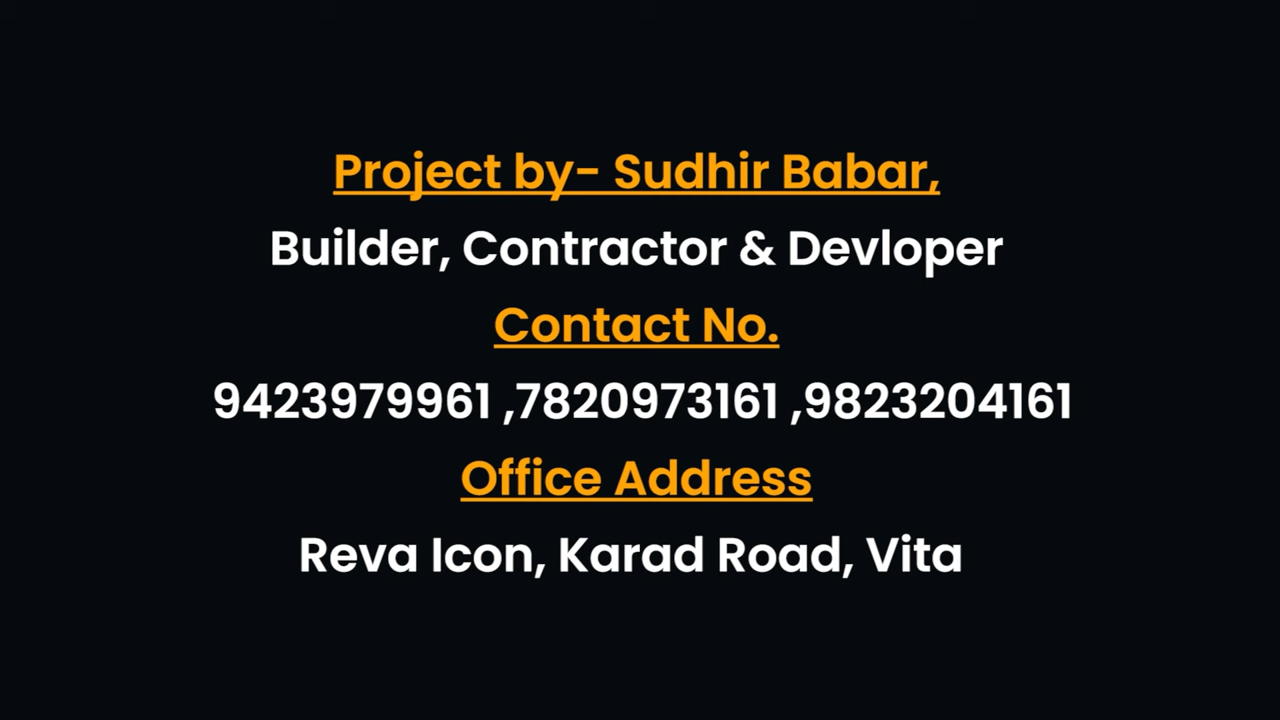 Project by- Sudhir Babar,
Builder, Contractor & Devloper
Contact No.
9423979961 ,7820973161 ,9823204161
Office Address
Reva Icon, Karad Road, Vita